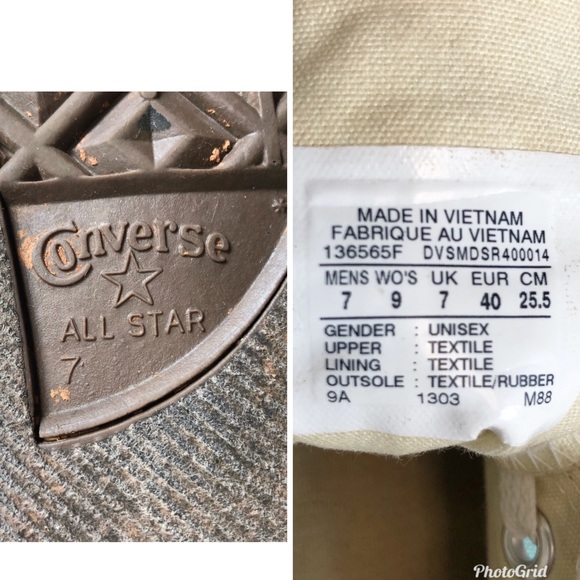 Converse
ALL STAR
7
MADE IN VIETNAM
FABRIQUE AU VIETNAM
136565F DVSMDSR400014
MENS WO'S UK EUR CM
7 9 7 40 25.5
GENDER : UNISEX
UPPER : TEXTILE
LINING : TEXTILE
OUTSOLE : TEXTILE/RUBBER
9A 1303 M88
PhotoGrid